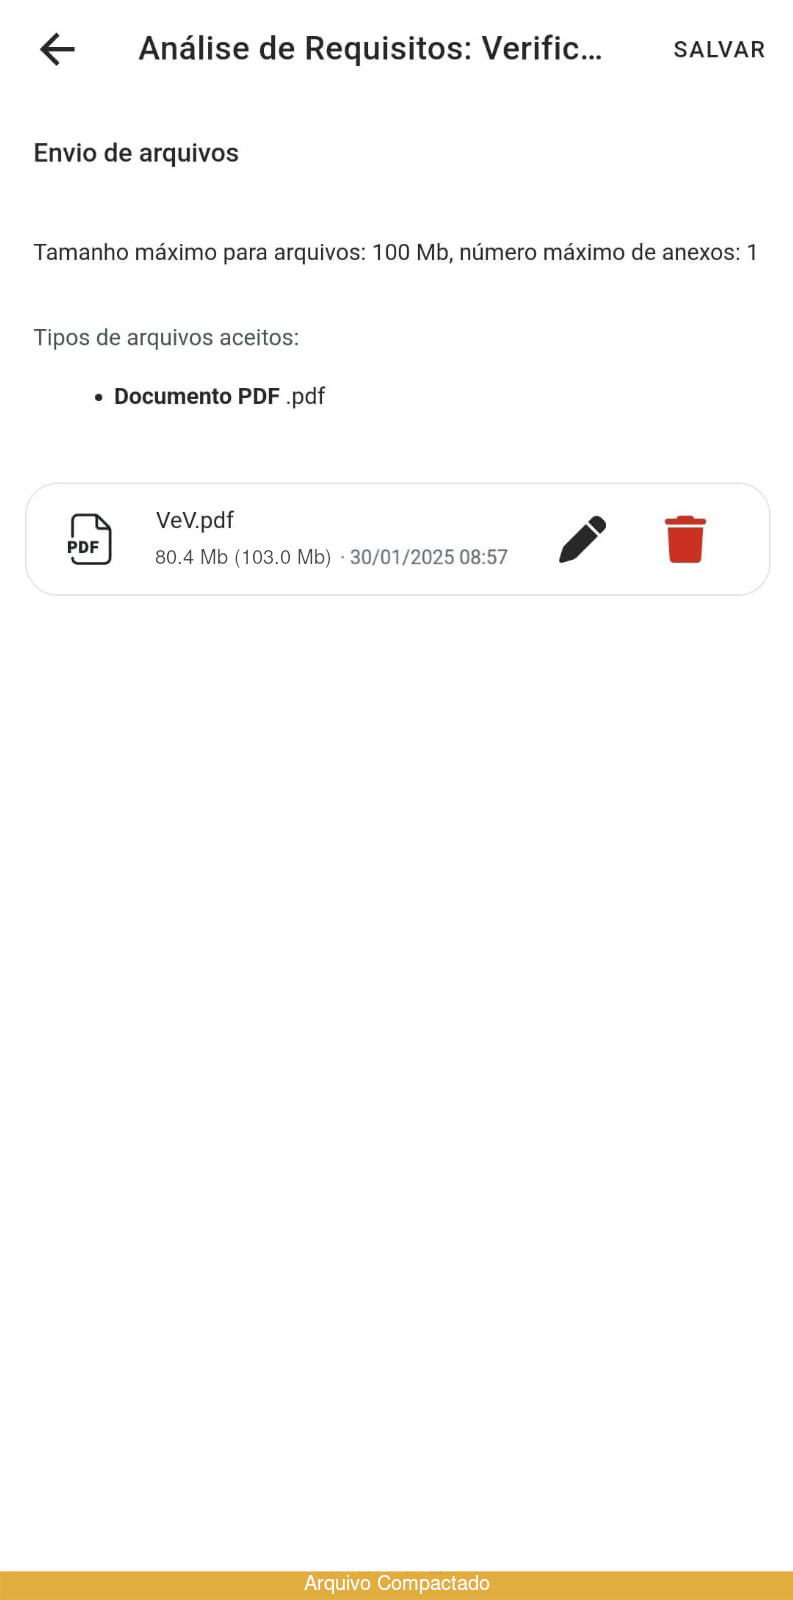 Análise de Requisitos: Verific...
SALVAR
Envio de arquivos
Tamanho máximo para arquivos: 100 Mb, número máximo de anexos: 1
Tipos de arquivos aceitos:
• Documento PDF .pdf
PDF
VeV.pdf
80.4 Mb (103.0 Mb) · 30/01/2025 08:57
Arquivo Compactado